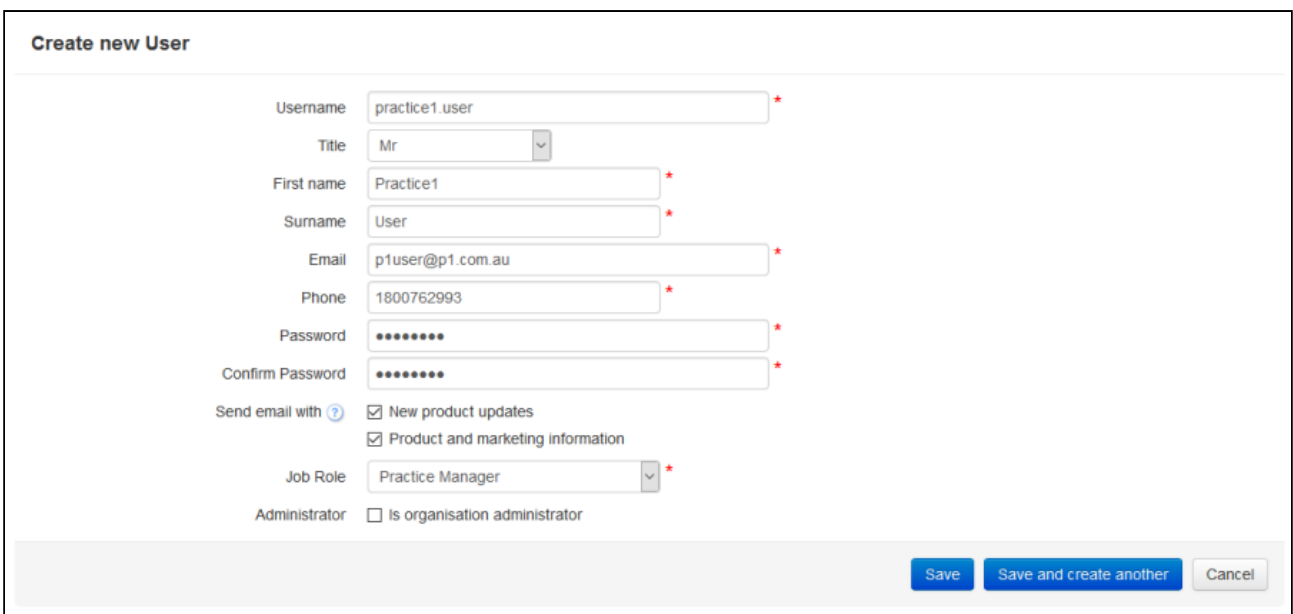 Create new User
Username practice1.user *
Title Mr
First name Practice1 *
Surname User *
Email p1user@p1.com.au *
Phone 1800762993 *
Password ●●●●●●●● *
Confirm Password ●●●●●●●● *
Send email with ? New product updates
Product and marketing information
Job Role Practice Manager *
Administrator Is organisation administrator
Save Save and create another Cancel